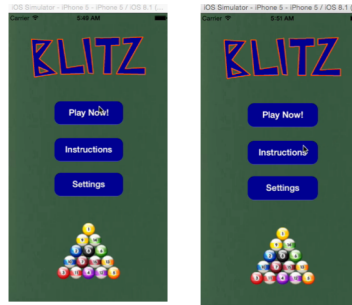 iOS Simulator - iPhone 5 - iPhone 5 / iOS 8.1 (...
Carrier 5:49 AM
BLITZ
Play Now!
Instructions
Settings
iOS Simulator - iPhone 5 - iPhone 5 / iOS 8.1 (
Carrier 5:51 AM
BLITZ
Play Now!
Instructions
Settings